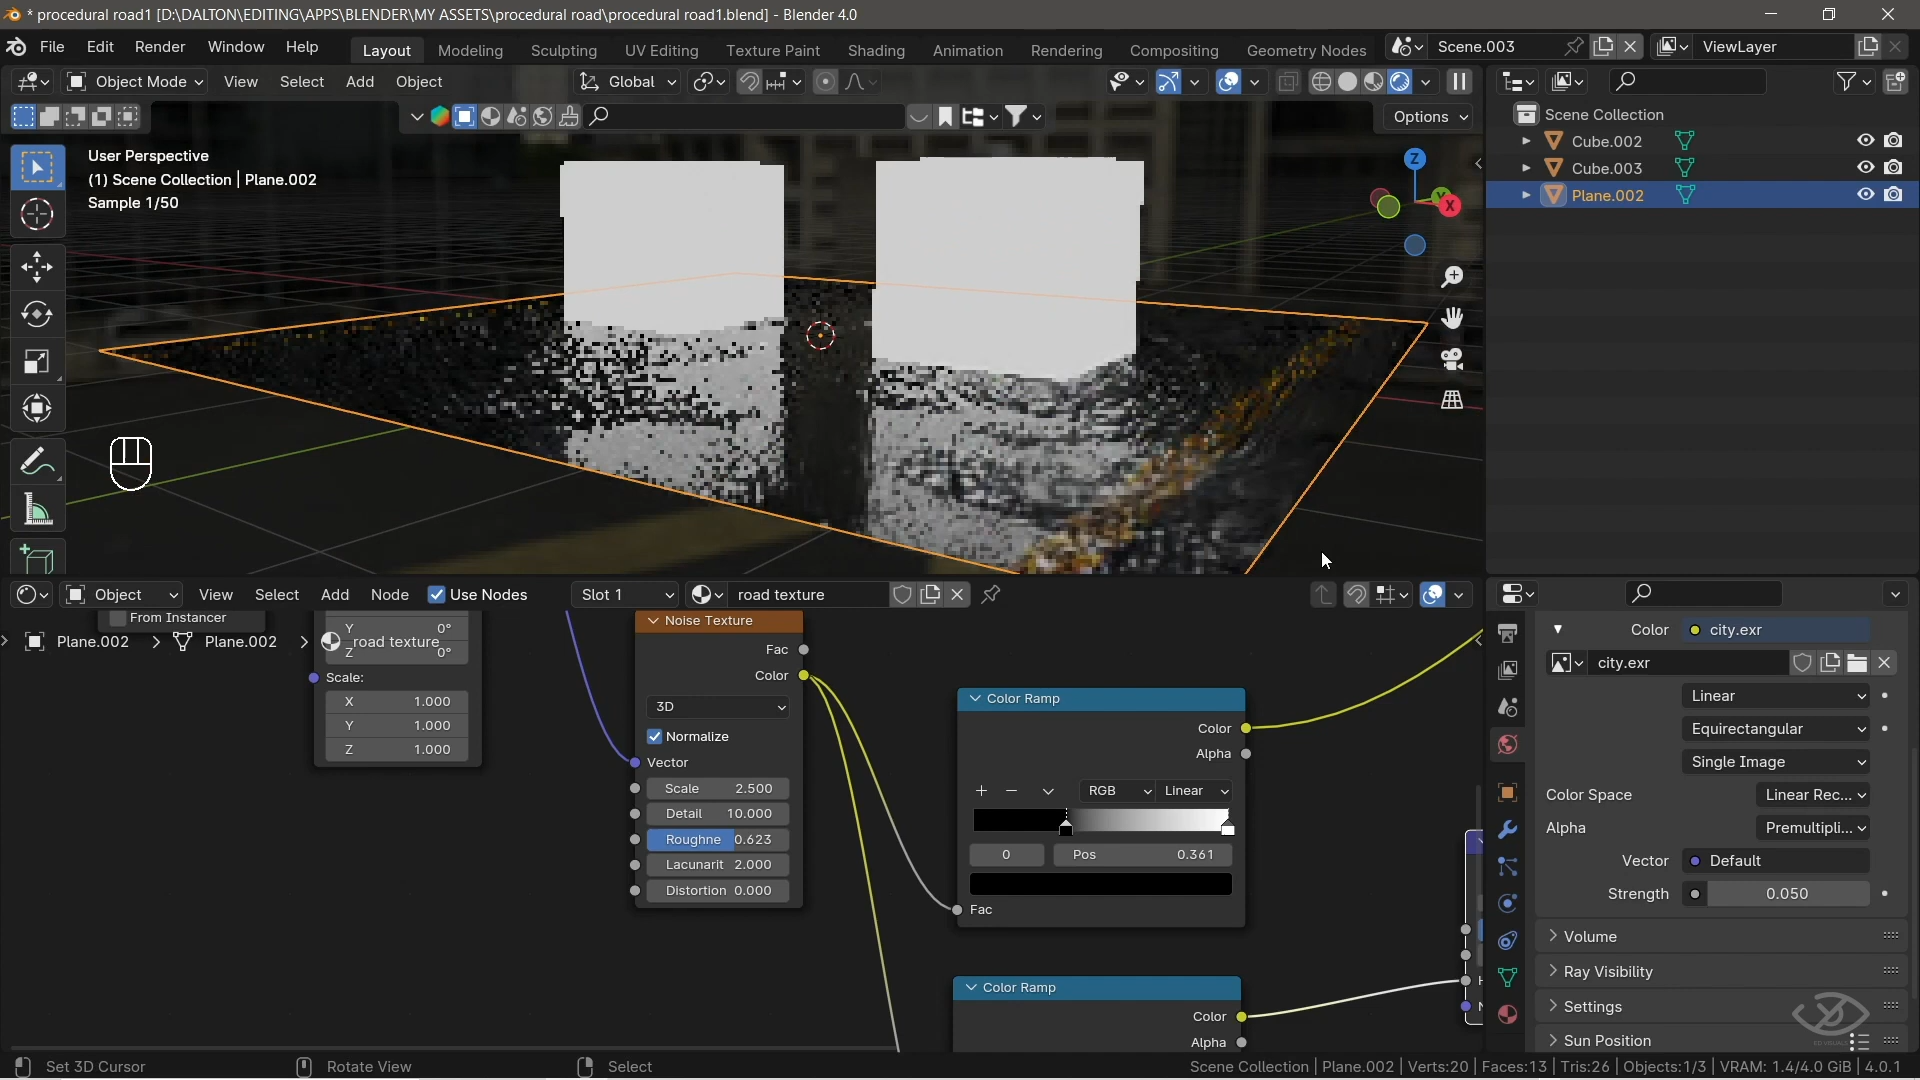 * procedural road1 [D:\DALTON\EDITING\APPS\BLENDER\MY ASSETS\procedural road\procedural road1.blend] - Blender 4.0
File Edit Render Window Help
Layout Modeling Sculpting UV Editing Texture Paint Shading Animation Rendering Compositing Geometry Nodes
Scene.003
ViewLayer
Object Mode View Select Add Object
Global
Options
User Perspective
(1) Scene Collection | Plane.002
Sample 1/50
Z
Y
X
Scene Collection
Cube.002
Cube.003
Plane.002
Object View Select Add Node Use Nodes Slot 1 road texture
From Instancer
Plane.002 > Plane.002 > road texture
Y 0°
Z 0°
Scale:
X 1.000
Y 1.000
Z 1.000
Noise Texture
Fac
Color
3D
Normalize
Vector
Scale 2.500
Detail 10.000
Roughne 0.623
Lacunarit 2.000
Distortion 0.000
Color Ramp
Color
Alpha
RGB Linear
0 Pos 0.361
Fac
Color Ramp
Color
Alpha
Color city.exr
city.exr
Linear
Equirectangular
Single Image
Color Space Linear Rec...
Alpha Premultipli...
Vector Default
Strength 0.050
Volume
Ray Visibility
Settings
Sun Position
Set 3D Cursor Rotate View Select
Scene Collection | Plane.002 | Verts:20 | Faces:13 | Tris:26 | Objects:1/3 | VRAM: 1.4/4.0 GiB | 4.0.1